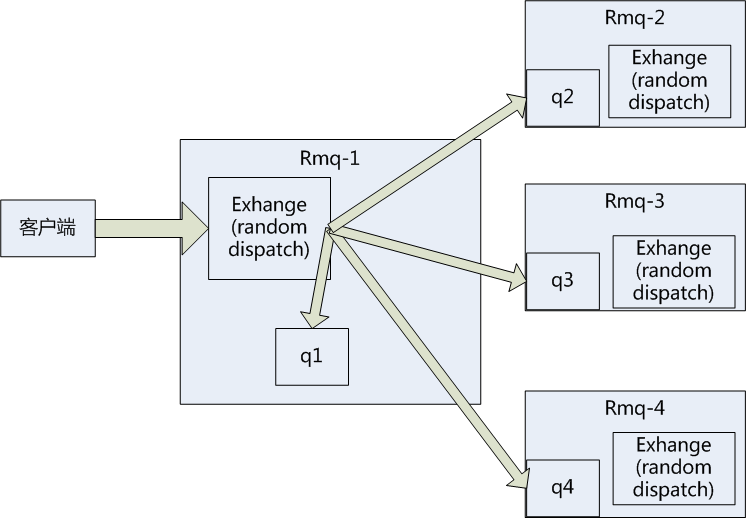 客户端
Rmq-1
Exhange
(random
dispatch)
q1
Rmq-2
Exhange
(random
dispatch)
q2
Rmq-3
Exhange
(random
dispatch)
q3
Rmq-4
Exhange
(random
dispatch)
q4